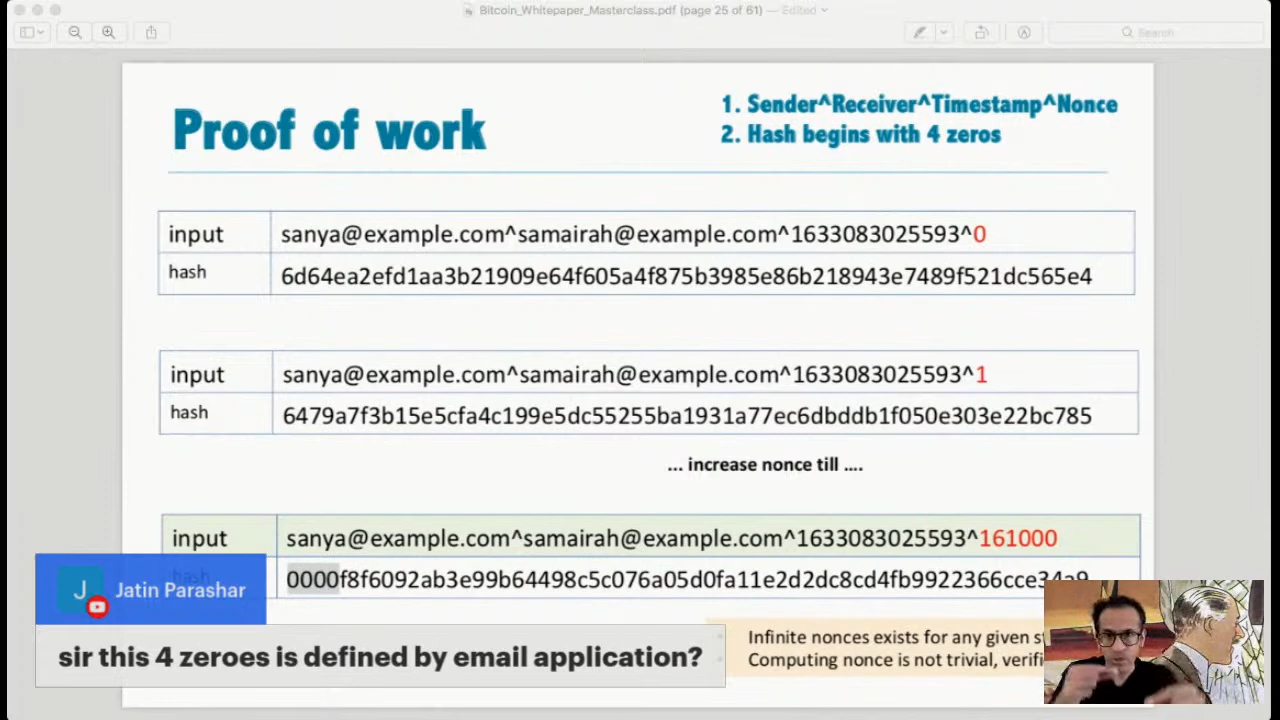 Bitcoin_Whitepaper_Masterclass.pdf (page 25 of 61) — Edited
Search
Proof of work
1. Sender^Receiver^Timestamp^Nonce
2. Hash begins with 4 zeros
input sanya@example.com^samairah@example.com^1633083025593^0
hash 6d64ea2efd1aa3b21909e64f605a4f875b3985e86b218943e7489f521dc565e4
input sanya@example.com^samairah@example.com^1633083025593^1
hash 6479a7f3b15e5cfa4c199e5dc55255ba1931a77ec6dbddb1f050e303e22bc785
... increase nonce till ....
input sanya@example.com^samairah@example.com^1633083025593^161000
hash 0000f8f6092ab3e99b64498c5c076a05d0fa11e2d2dc8cd4fb9922366cce34a9
J Jatin Parashar
sir this 4 zeroes is defined by email application?
Infinite nonces exists for any given
Computing nonce is not trivial,